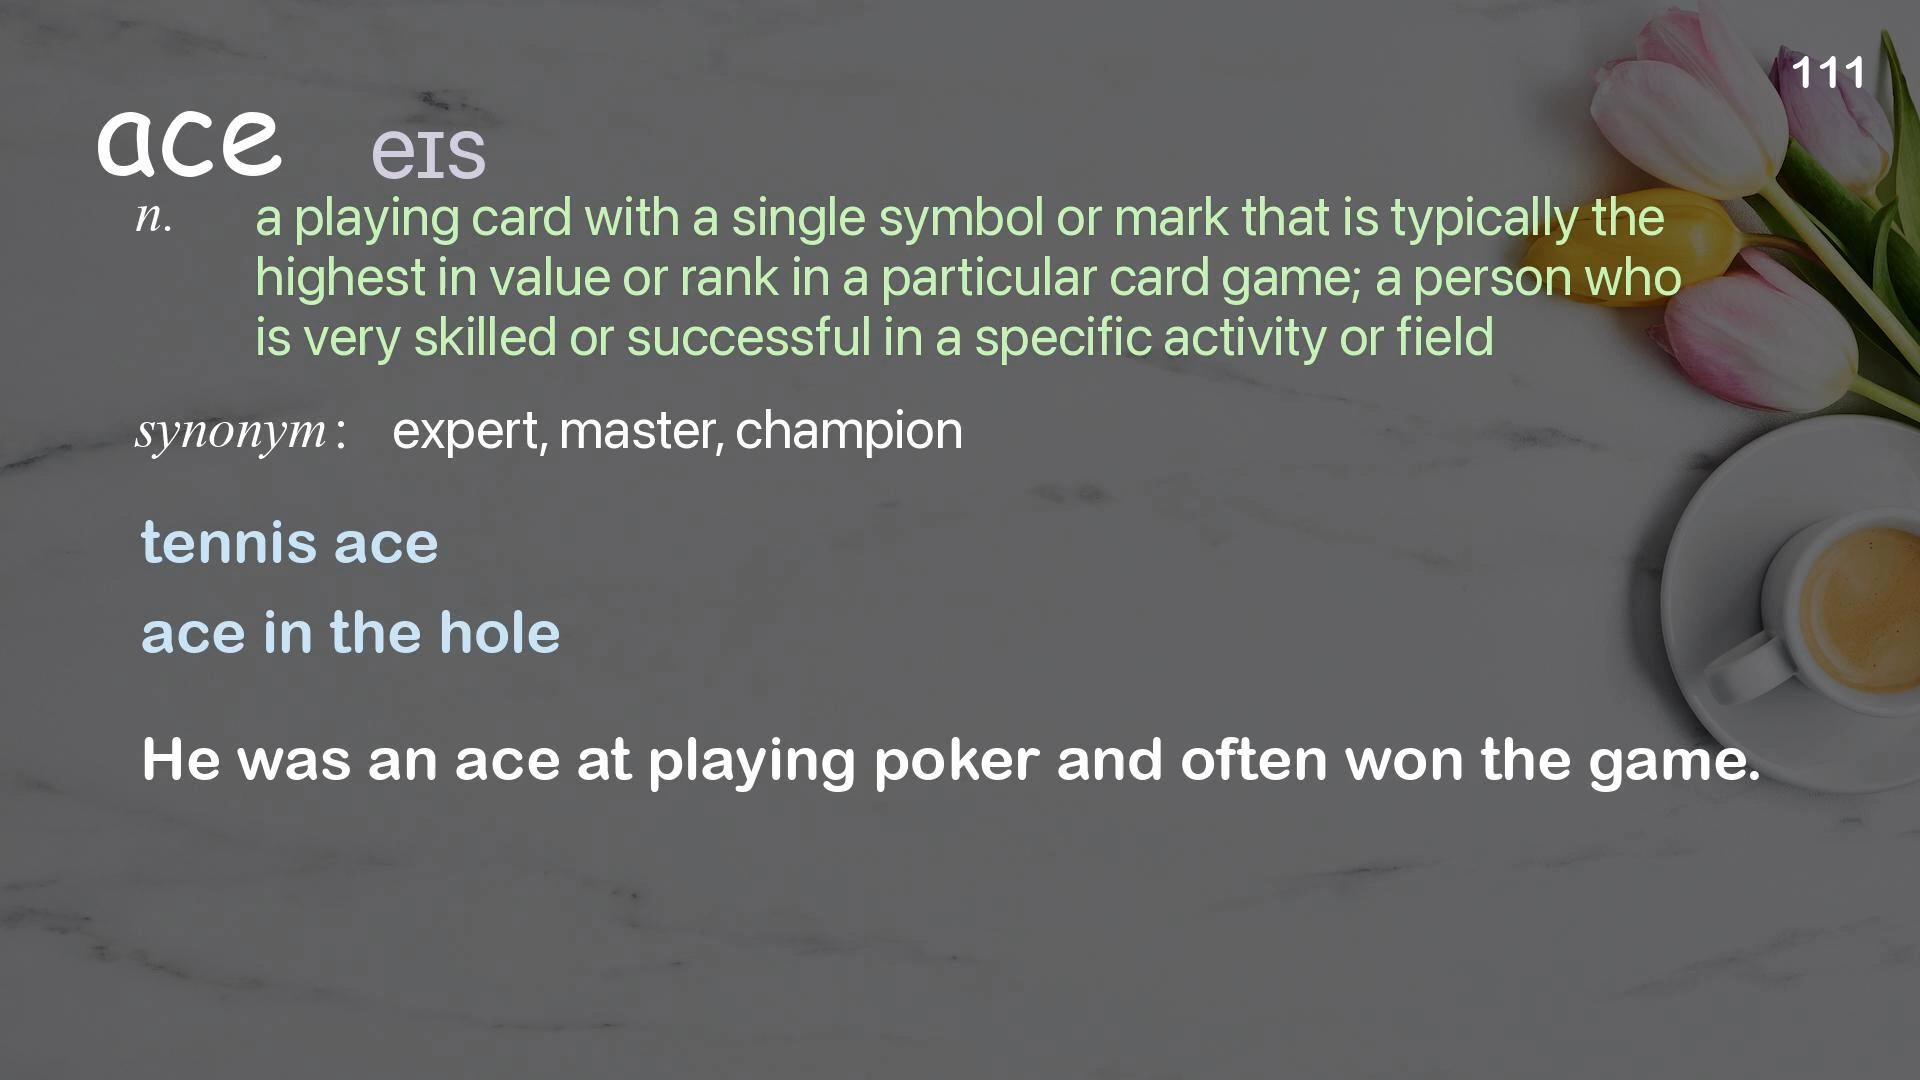 111
ace eɪs
n. a playing card with a single symbol or mark that is typically the
highest in value or rank in a particular card game; a person who
is very skilled or successful in a specific activity or field
synonym: expert, master, champion
tennis ace
ace in the hole
He was an ace at playing poker and often won the game.